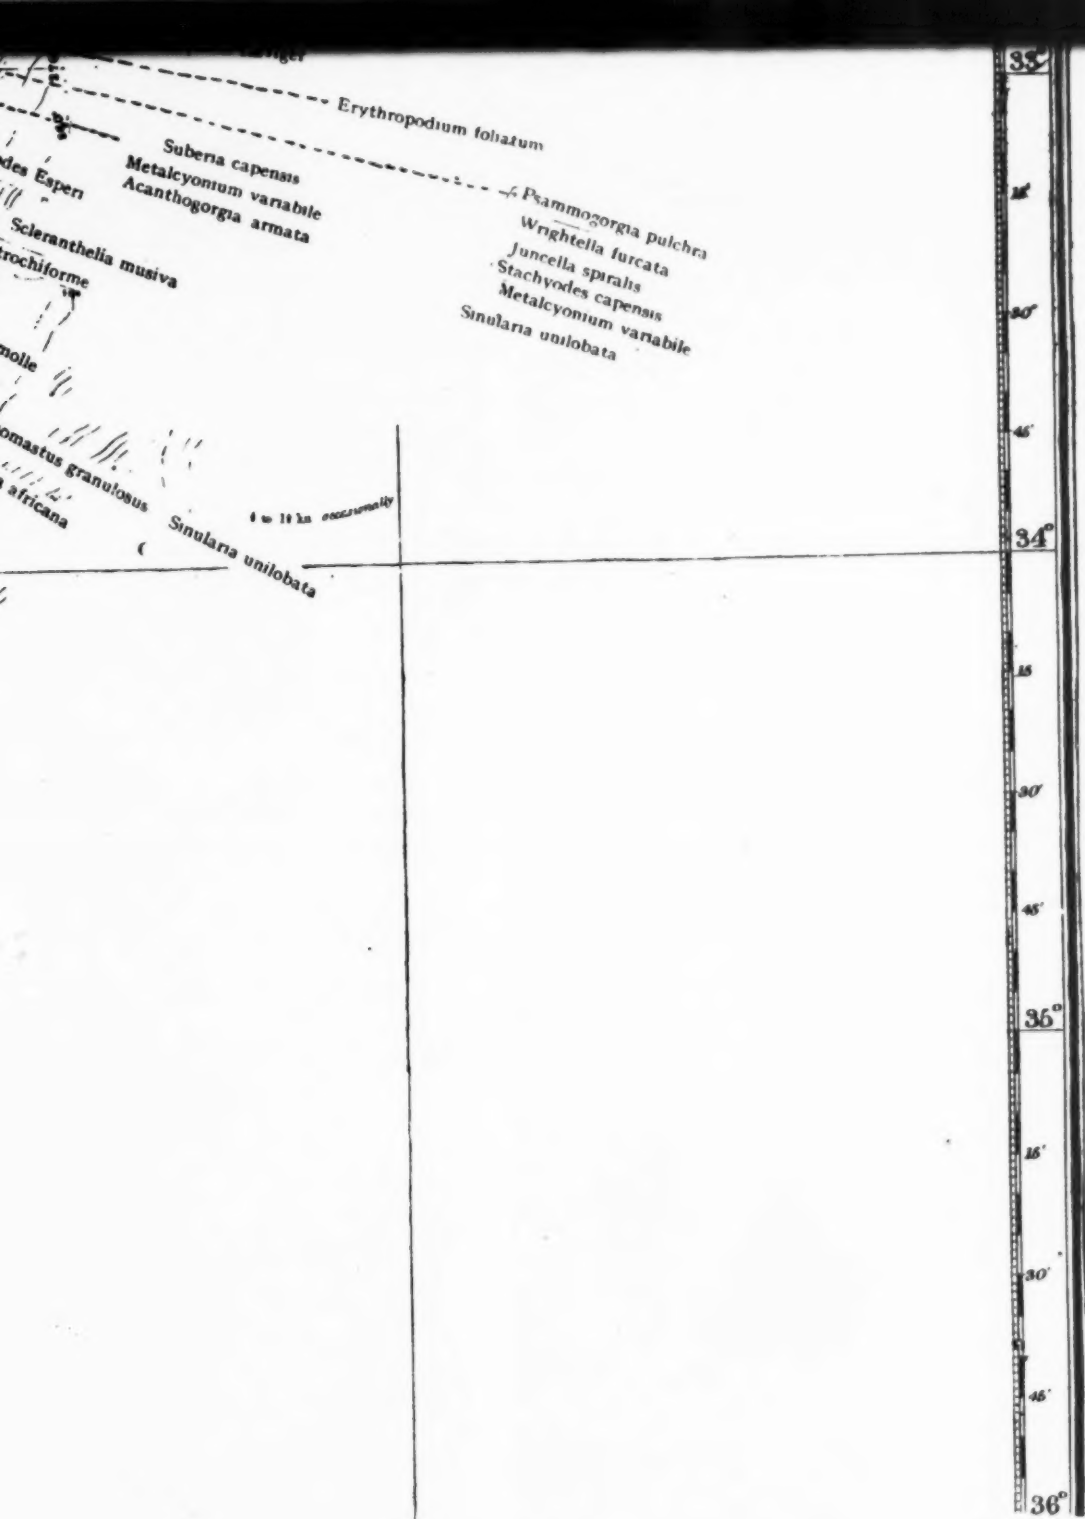 Erythropodium foliatum
Suberia capensis
Metalcyonium variabile
Acanthogorgia armata
Esperi
Scleranthelia musiva
trochiforme
molle
omastus granulosus
africana
Sinularia unilobata
Psammogorgia pulchra
Wrightella furcata
Juncella spiralis
Stachyodes capensis
Metalcyonium variabile
Sinularia unilobata
occasionally
33°
15'
30'
45'
34°
15
30'
45'
35°
15'
30'
45'
36°